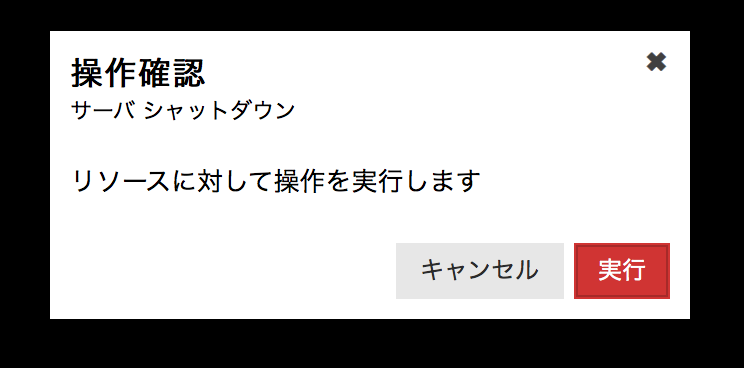 操作確認
サーバ シャットダウン
リソースに対して操作を実行します
キャンセル
実行